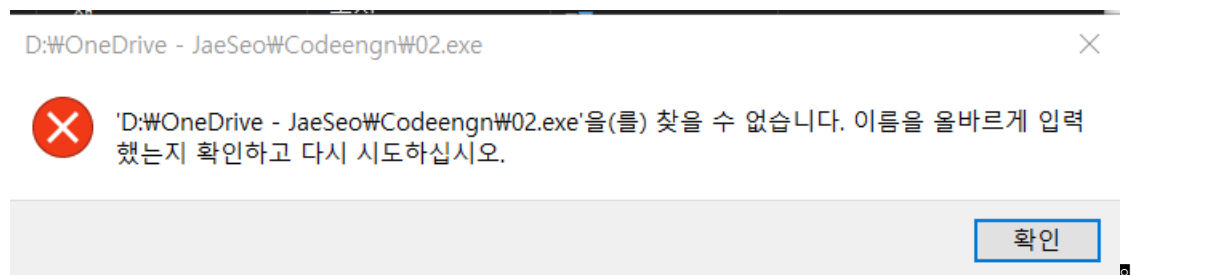 D:₩OneDrive - JaeSeo₩Codeengn₩02.exe
'D:₩OneDrive - JaeSeo₩Codeengn₩02.exe'을(를) 찾을 수 없습니다. 이름을 올바르게 입력
했는지 확인하고 다시 시도하십시오.
확인